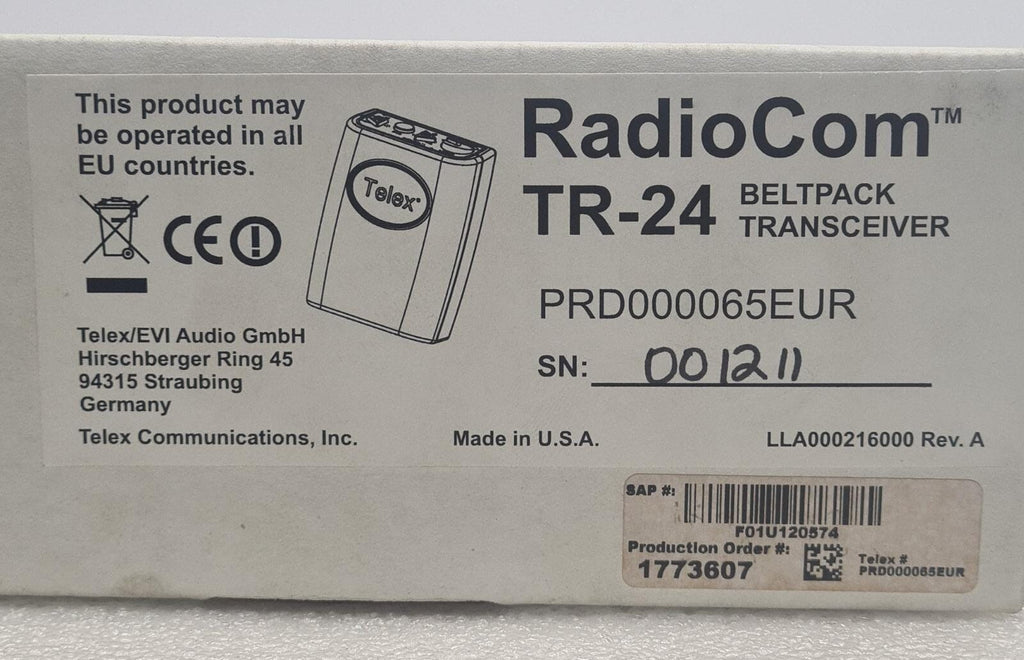 This product may
be operated in all
EU countries.
CE
Telex
RadioCom™
TR-24 BELTPACK
TRANSCEIVER
PRD000065EUR
SN: 001211
Telex/EVI Audio GmbH
Hirschberger Ring 45
94315 Straubing
Germany
Telex Communications, Inc.
Made in U.S.A.
LLA000216000 Rev. A
SAP #:
F01U120574
Production Order #:
1773607
Telex #
PRD000065EUR